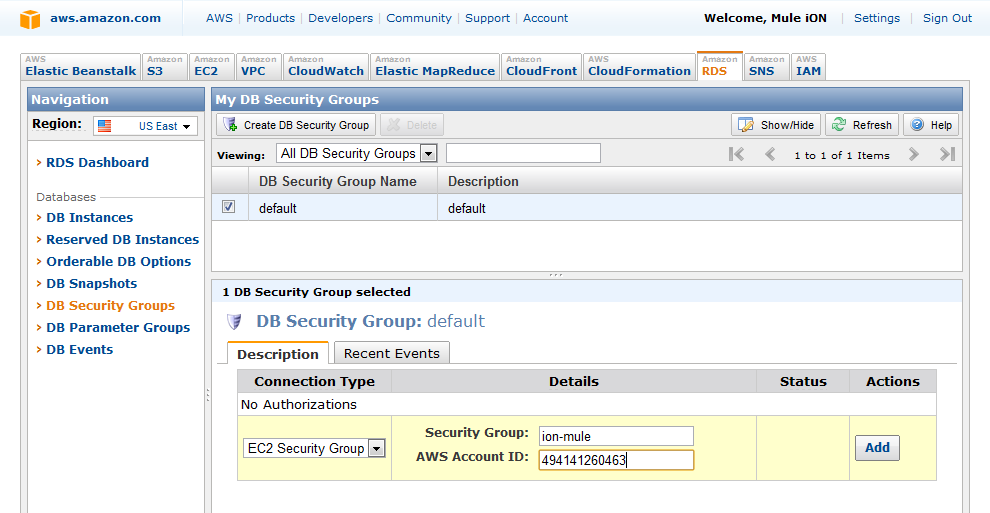 aws.amazon.com AWS | Products | Developers | Community | Support | Account Welcome, Mule iON | Settings | Sign Out
AWS Amazon Amazon Amazon Amazon Amazon Amazon AWS Amazon Amazon AWS
Elastic Beanstalk S3 EC2 VPC CloudWatch Elastic MapReduce CloudFront CloudFormation RDS SNS IAM
Navigation
Region: US East
RDS Dashboard
Databases
DB Instances
Reserved DB Instances
Orderable DB Options
DB Snapshots
DB Security Groups
DB Parameter Groups
DB Events
My DB Security Groups
Create DB Security Group Delete Show/Hide Refresh Help
Viewing: All DB Security Groups 1 to 1 of 1 Items
DB Security Group Name Description
default default
1 DB Security Group selected
DB Security Group: default
Description Recent Events
Connection Type Details Status Actions
No Authorizations
EC2 Security Group
Security Group: ion-mule
AWS Account ID: 494141260463
Add